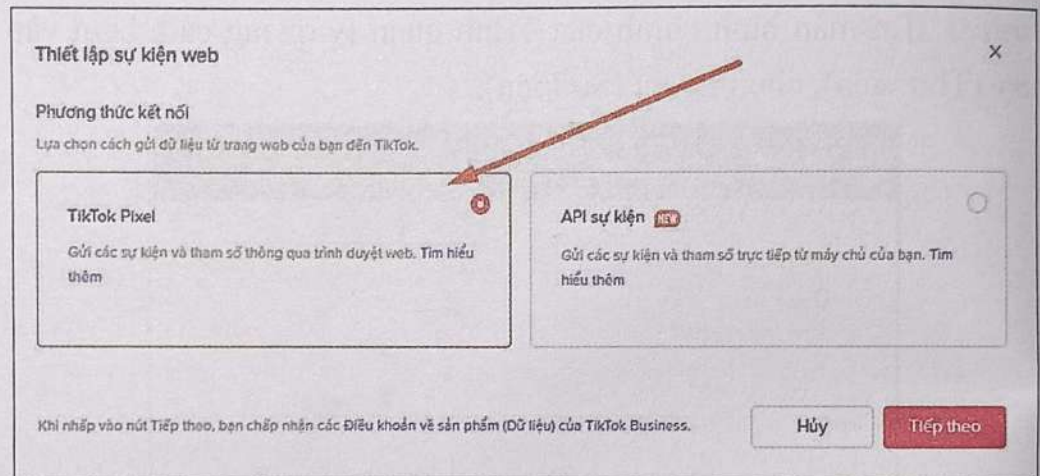 Thiết lập sự kiện web
X
Phương thức kết nối
Lựa chọn cách gửi dữ liệu từ trang web của bạn đến TikTok.
TikTok Pixel
Gửi các sự kiện và tham số thông qua trình duyệt web. Tìm hiểu
thêm
API sự kiện NEW
Gửi các sự kiện và tham số trực tiếp từ máy chủ của bạn. Tìm
hiểu thêm
Khi nhấp vào nút Tiếp theo, bạn chấp nhận các Điều khoản về sản phẩm (Dữ liệu) của TikTok Business.
Hủy
Tiếp theo